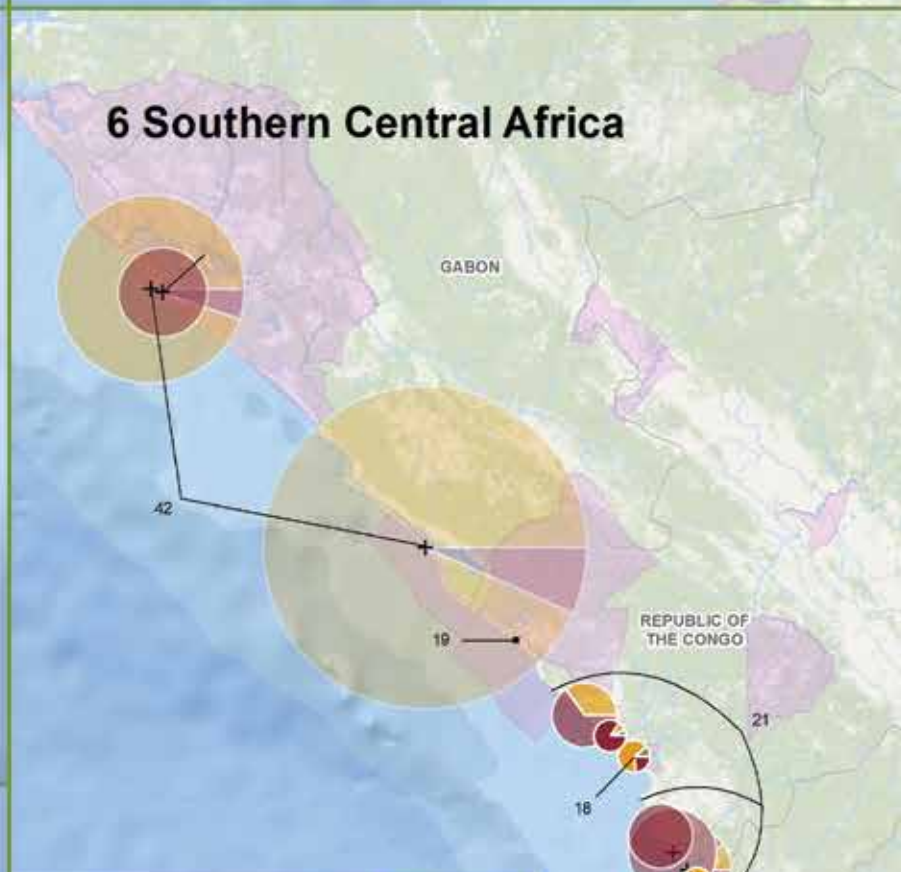 6 Southern Central Africa
GABON
42
19
REPUBLIC OF
THE CONGO
21
18